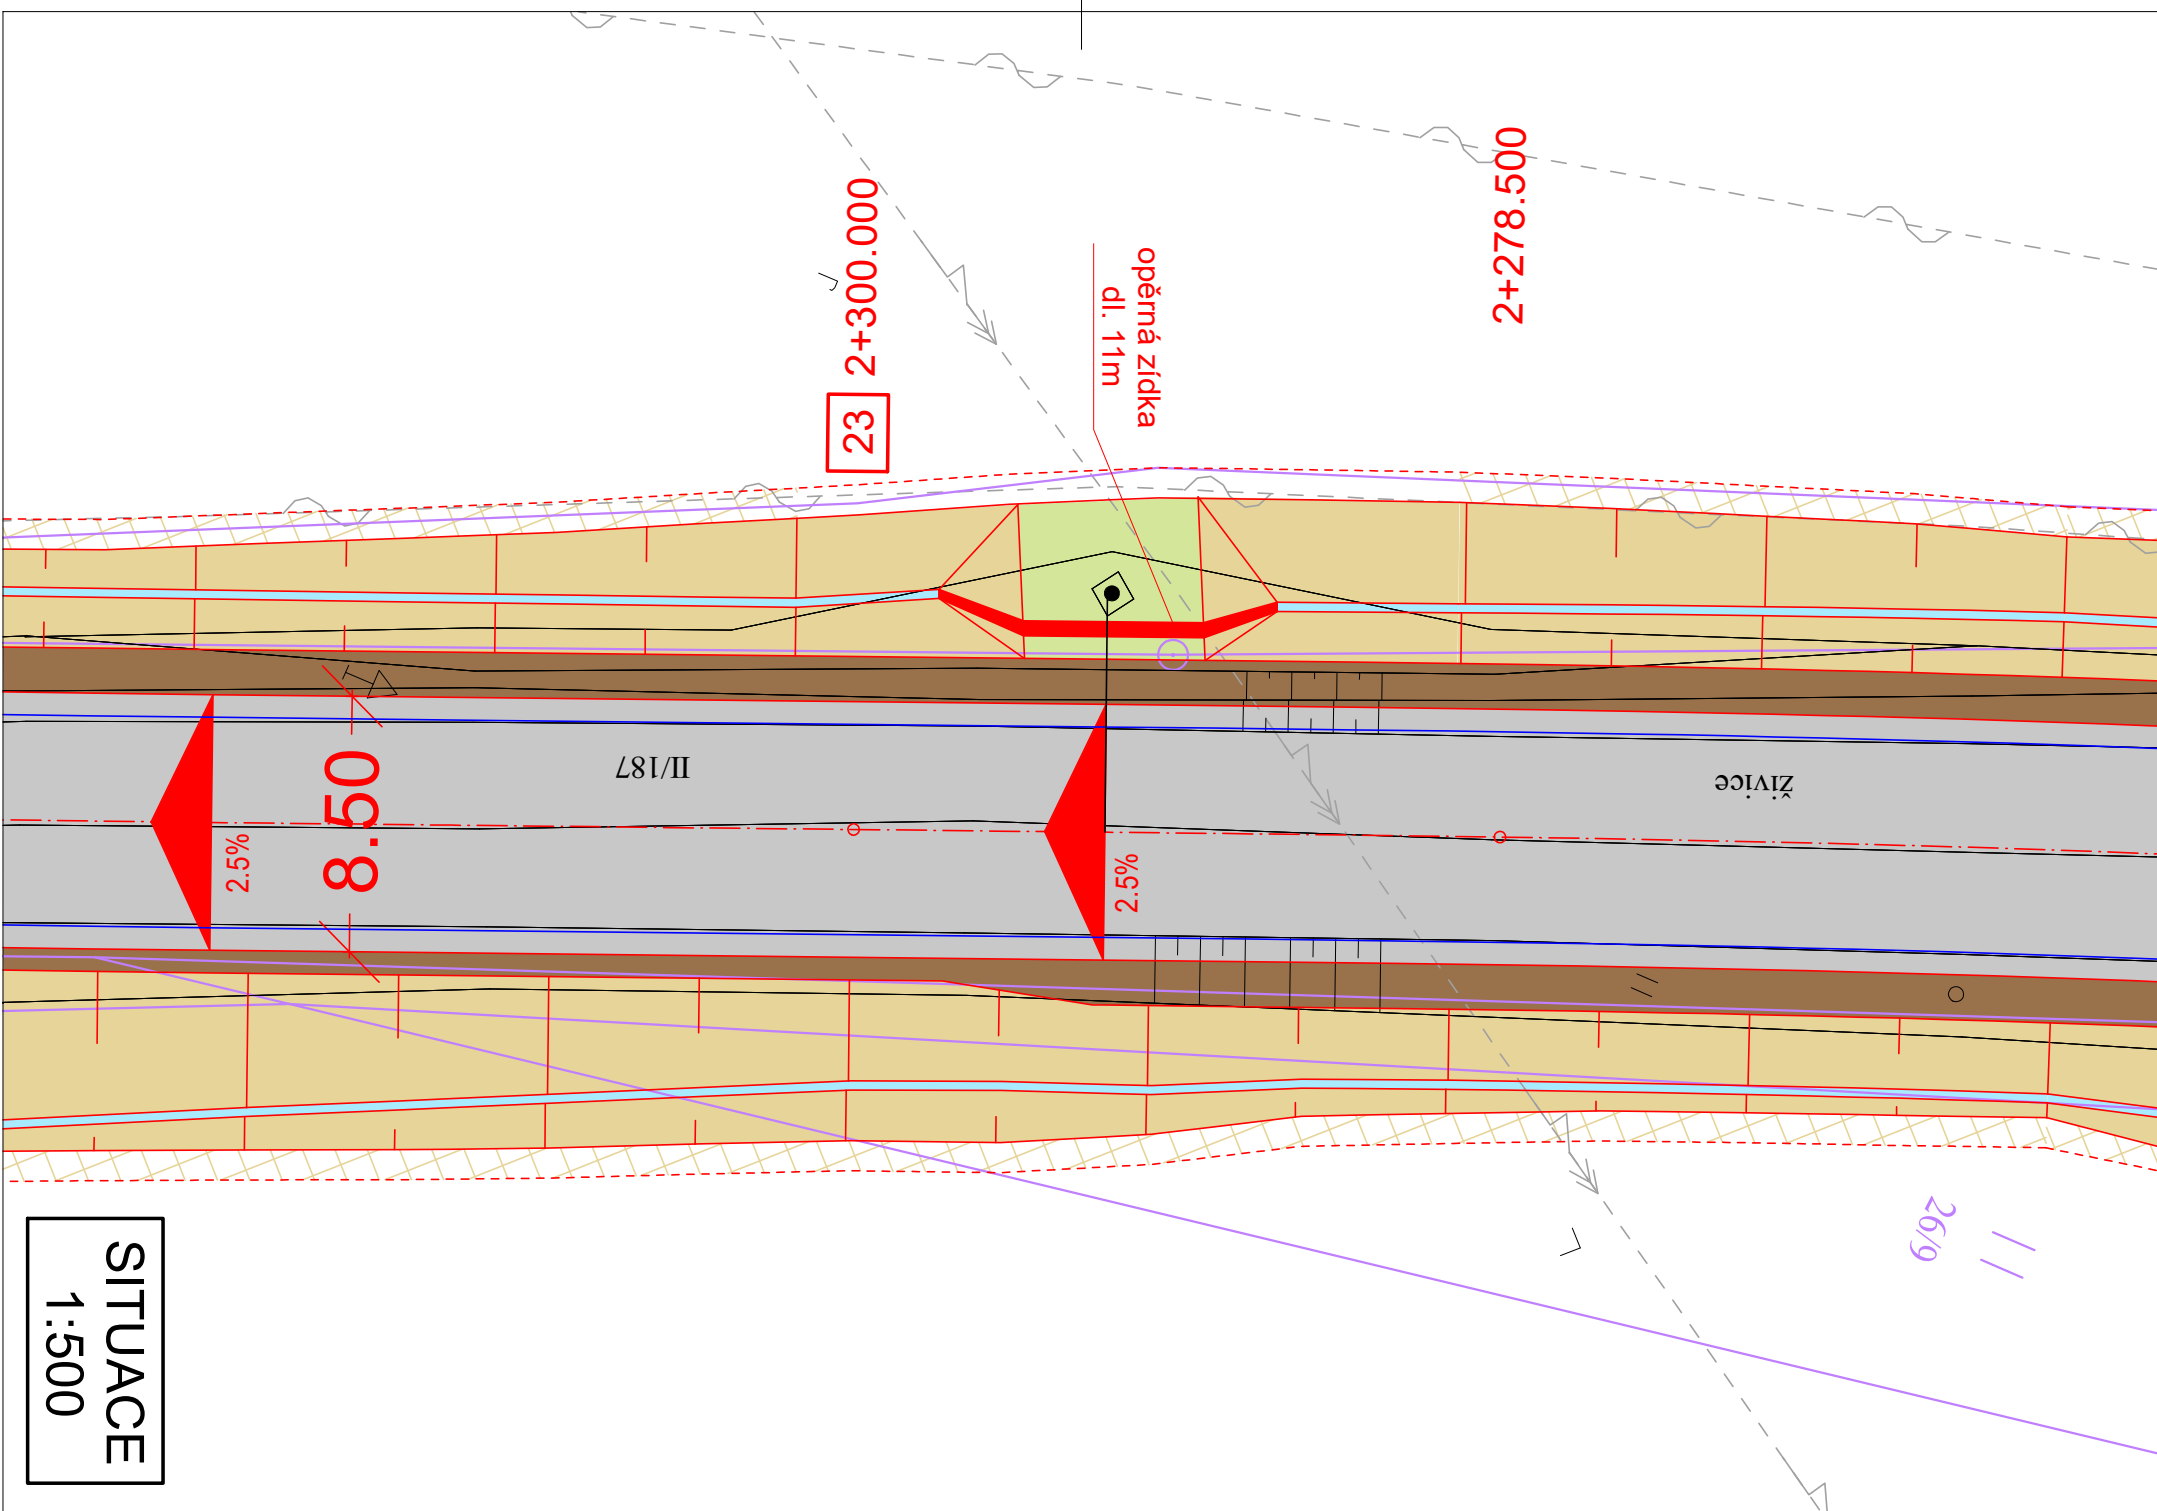 2+300.000
23
opěrná zídka
dl. 11m
2+278.500
II/187
živice
8.50
2.5%
2.5%
26/9
SITUACE
1:500